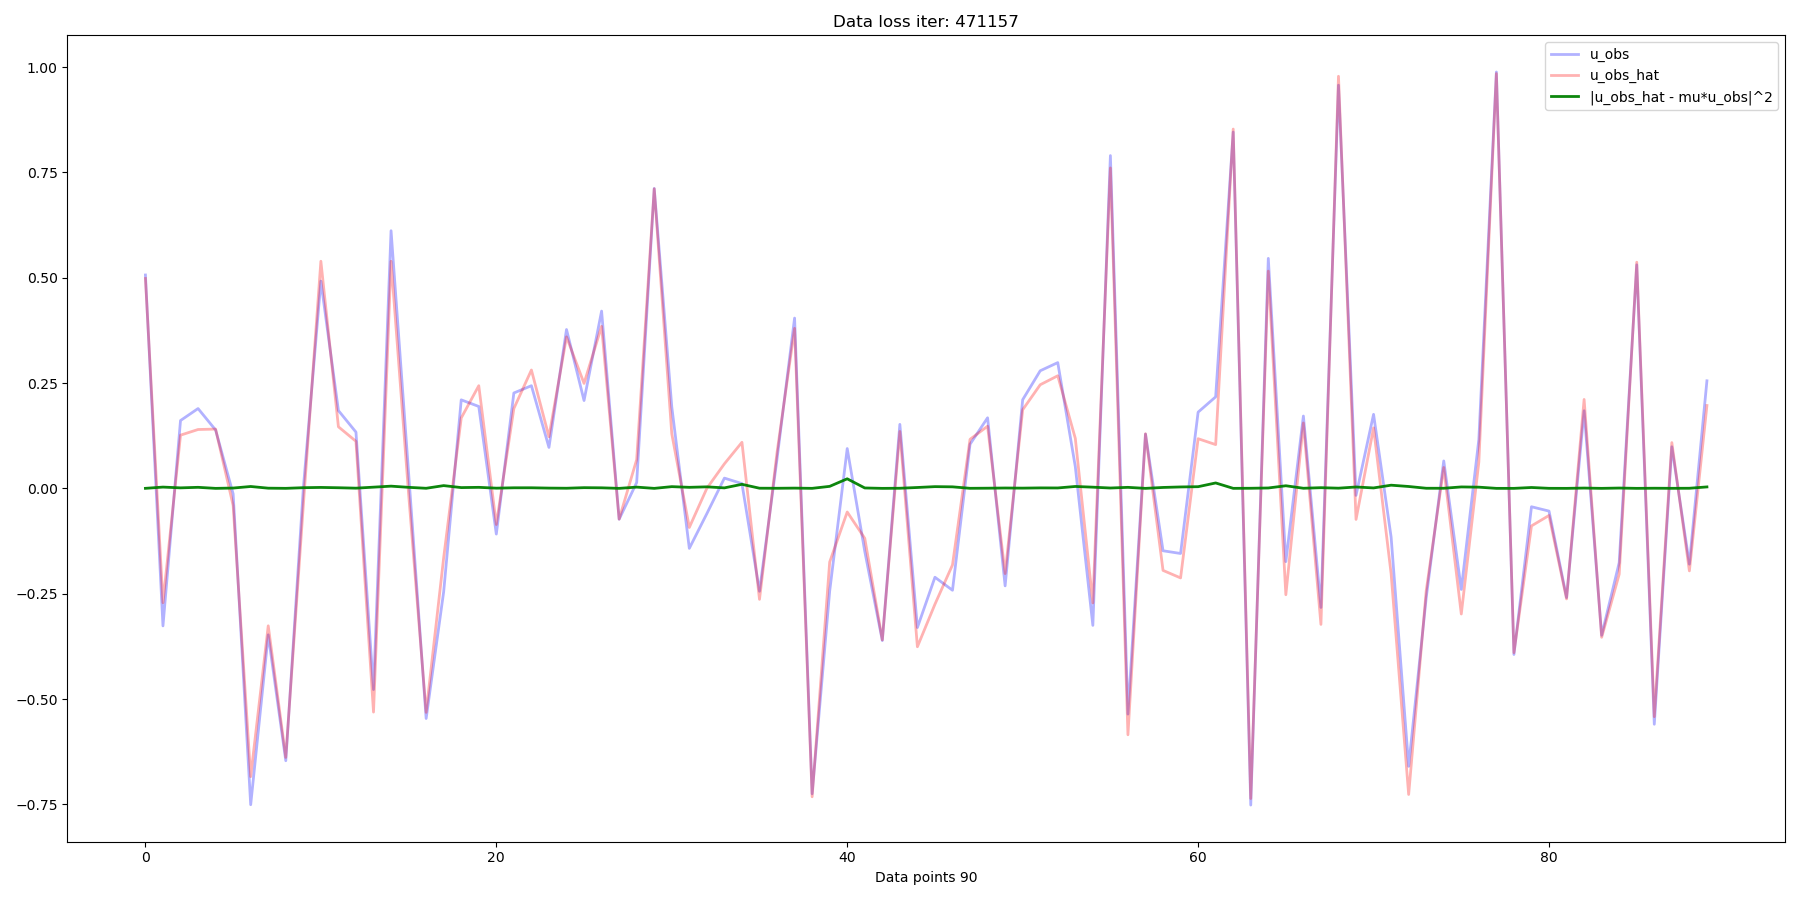 Data loss iter: 471157
u_obs
u_obs_hat
|u_obs_hat - mu*u_obs|^2
1.00
0.75
0.50
0.25
0.00
−0.25
−0.50
−0.75
0 20 40 60 80
Data points 90